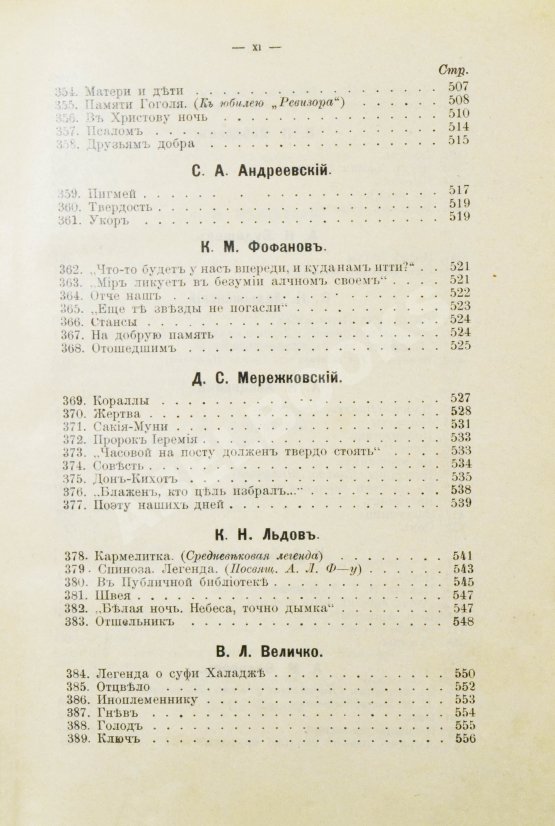 — XI —
Стр.
354. Матери и дѣти 507
355. Памяти Гоголя. (Къ юбилею „Ревизора“) 508
356. Въ Христову ночь 510
357. Псаломъ 514
358. Друзьямъ добра 515
С. А. Андреевскій.
359. Пигмей 517
360. Твердость 519
361. Укоръ 519
К. М. Фофановъ.
362. „Что-то будетъ у насъ впереди, и куда намъ итти?“ 521
363. „Міръ ликуетъ въ безуміи алчномъ своемъ“ 521
364. Отче нашъ 522
365. „Еще тѣ звѣзды не погасли“ 523
366. Стансы 524
367. На добрую память 524
368. Отошедшимъ 525
Д. С. Мережковскій.
369. Кораллы 527
370. Жертва 528
371. Сакія-Муни 531
372. Пророкъ Іеремія 533
373. „Часовой на посту долженъ твердо стоять“ 533
374. Совѣсть 534
375. Донъ-Кихотъ 535
376. „Блаженъ, кто цѣль избралъ...“ 538
377. Поэту нашихъ дней 539
К. Н. Льдовъ.
378. Кармелитка. (Средневѣковая легенда) 541
379. Спиноза. Легенда. (Посвящ. А. Л. Ф—у) 543
380. Въ Публичной библіотекѣ 545
381. Швея 547
382. „Бѣлая ночь. Небеса, точно дымка“ 547
383. Отшельникъ 548
В. Л. Величко.
384. Легенда о суфи Халаджѣ 550
385. Отцвѣло 552
386. Иноплеменнику 553
387. Гнѣвъ 554
388. Голодъ 555
389. Ключъ 556